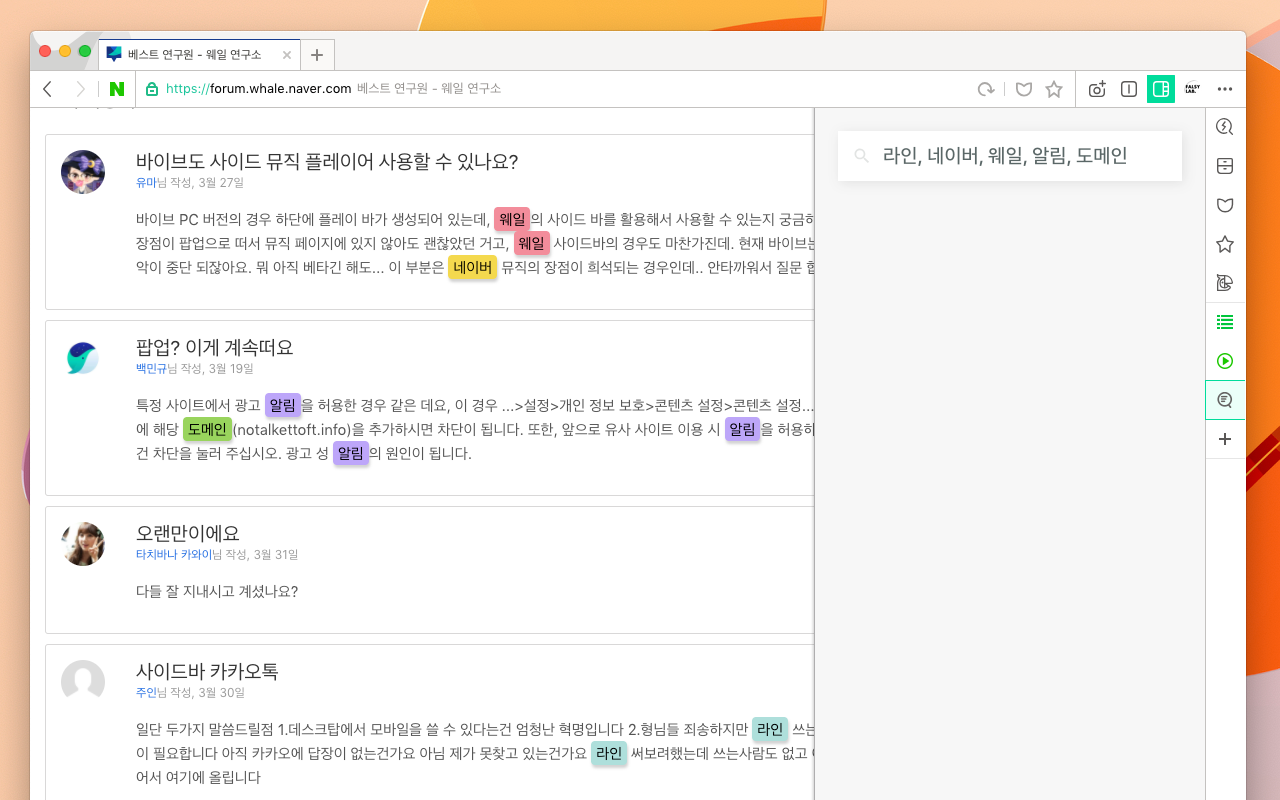 베스트 연구원 - 웨일 연구소
https://forum.whale.naver.com 베스트 연구원 - 웨일 연구소
FALSY LAB.
라인, 네이버, 웨일, 알림, 도메인
바이브도 사이드 뮤직 플레이어 사용할 수 있나요?
유마님 작성, 3월 27일
바이브 PC 버전의 경우 하단에 플레이 바가 생성되어 있는데, 웨일의 사이드 바를 활용해서 사용할 수 있는지 궁금하
장점이 팝업으로 떠서 뮤직 페이지에 있지 않아도 괜찮았던 거고, 웨일 사이드바의 경우도 마찬가진데. 현재 바이브는
악이 중단 되잖아요. 뭐 아직 베타긴 해도... 이 부분은 네이버 뮤직의 장점이 희석되는 경우인데.. 안타까워서 질문
팝업? 이게 계속떠요
백민규님 작성, 3월 19일
특정 사이트에서 광고 알림을 허용한 경우 같은 데요, 이 경우 ...>설정>개인 정보 보호>콘텐츠 설정>콘텐츠 설정...
에 해당 도메인(notalkettoft.info)을 추가하시면 차단이 됩니다. 또한, 앞으로 유사 사이트 이용 시 알림을 허용하
건 차단을 눌러 주십시오. 광고 성 알림의 원인이 됩니다.
오랜만이에요
타치바나 카와이님 작성, 3월 31일
다들 잘 지내시고 계셨나요?
사이드바 카카오톡
주인님 작성, 3월 30일
일단 두가지 말씀드릴점 1.데스크탑에서 모바일을 쓸 수 있다는건 엄청난 혁명입니다 2.형님들 죄송하지만 라인 쓰는
이 필요합니다 아직 카카오에 답장이 없는건가요 아님 제가 못찾고 있는건가요 라인 써보려했는데 쓰는사람도 없고
어서 여기에 올립니다